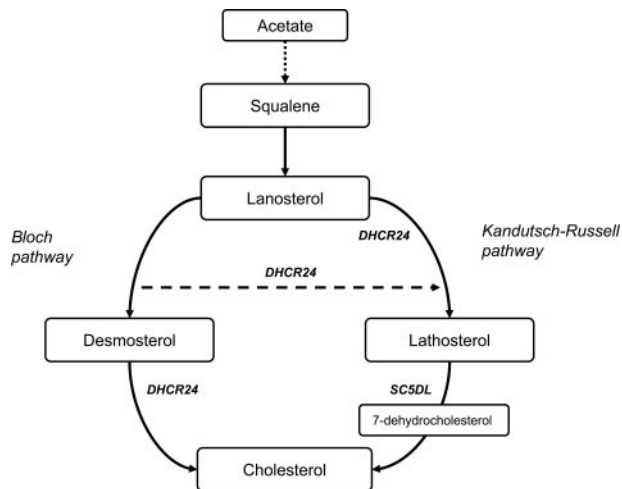 Acetate
Squalene
Lanosterol
Bloch
pathway
DHCR24
Kandutsch-Russell
pathway
DHCR24
Desmosterol
Lathosterol
DHCR24
SC5DL
7-dehydrocholesterol
Cholesterol